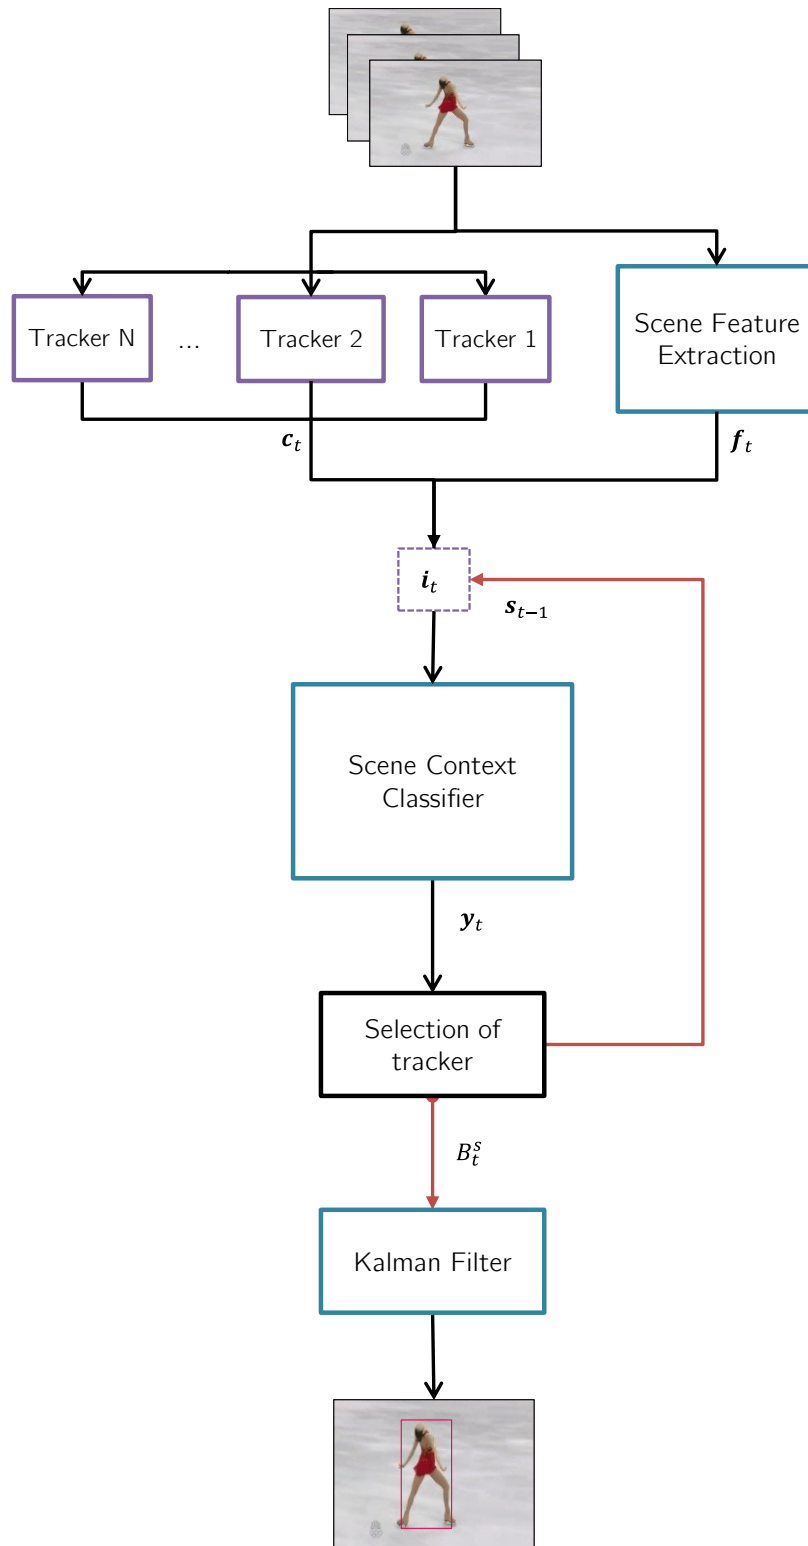 Tracker N
...
Tracker 2
Tracker 1
Scene Feature
Extraction
c_t
f_t
i_t
s_{t−1}
Scene Context
Classifier
y_t
Selection of
tracker
B_t^s
Kalman Filter